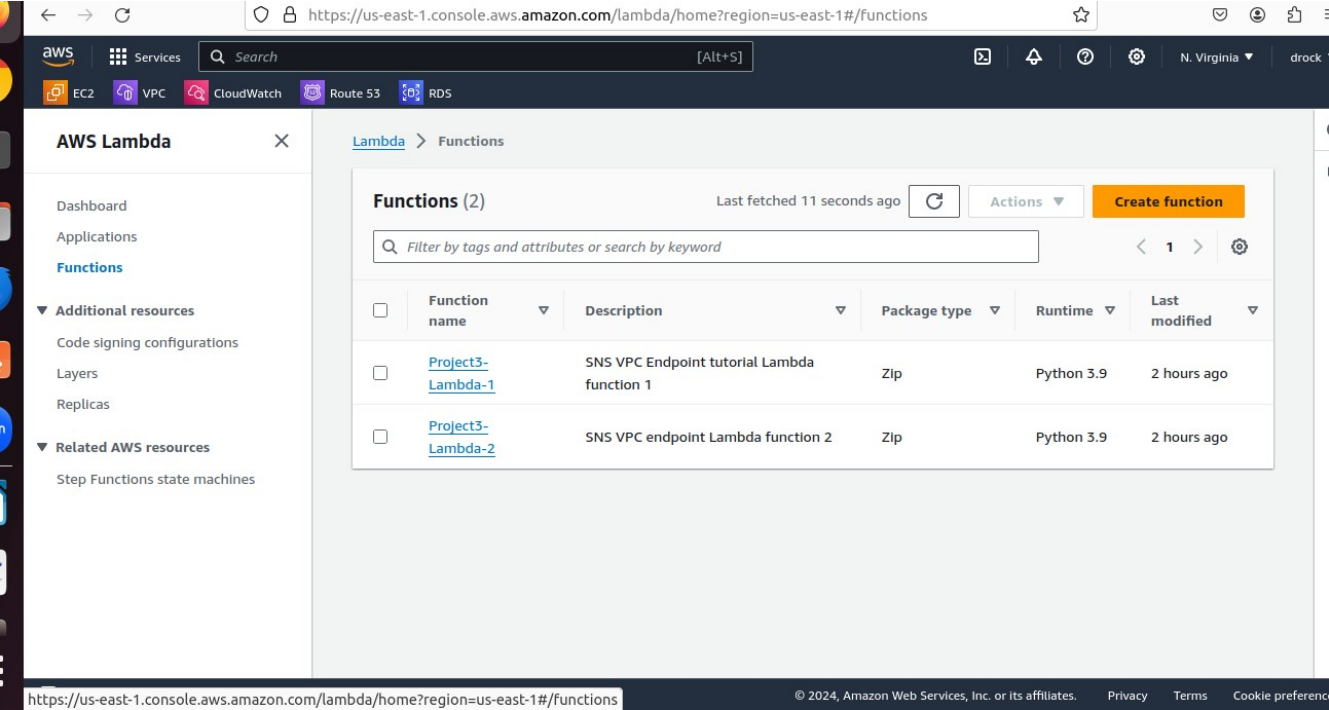 https://us-east-1.console.aws.amazon.com/lambda/home?region=us-east-1#/functions
aws Services Search [Alt+S] N. Virginia drock
EC2 VPC CloudWatch Route 53 RDS
AWS Lambda
Dashboard
Applications
Functions
Additional resources
Code signing configurations
Layers
Replicas
Related AWS resources
Step Functions state machines
Lambda > Functions
Functions (2) Last fetched 11 seconds ago Actions Create function
Filter by tags and attributes or search by keyword 1
Function name Description Package type Runtime Last modified
Project3-
Lambda-1
SNS VPC Endpoint tutorial Lambda
function 1
Zip Python 3.9 2 hours ago
Project3-
Lambda-2
SNS VPC endpoint Lambda function 2 Zip Python 3.9 2 hours ago
https://us-east-1.console.aws.amazon.com/lambda/home?region=us-east-1#/functions
© 2024, Amazon Web Services, Inc. or its affiliates. Privacy Terms Cookie preferenc